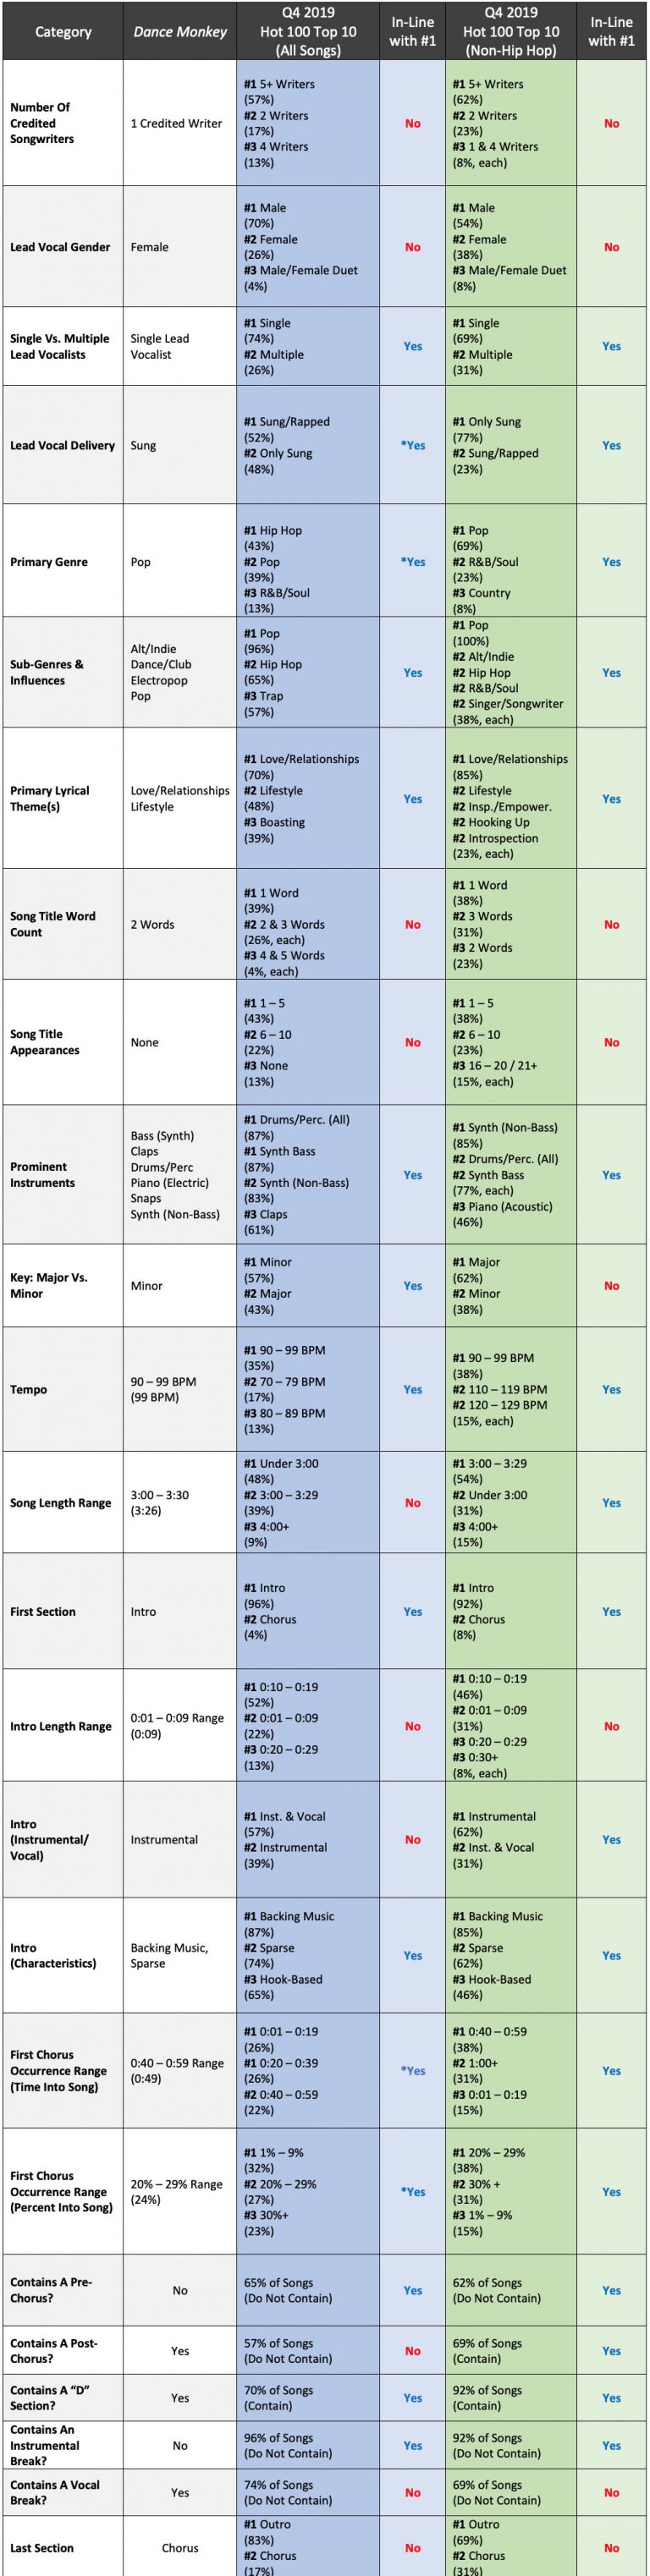 Category
Dance Monkey
Q4 2019
Hot 100 Top 10
(All Songs)
In-Line
with #1
Q4 2019
Hot 100 Top 10
(Non-Hip Hop)
In-Line
with #1
Number Of
Credited
Songwriters
1 Credited Writer
#1 5+ Writers
(57%)
#2 2 Writers
(17%)
#3 4 Writers
(13%)
No
#1 5+ Writers
(62%)
#2 2 Writers
(23%)
#3 1 & 4 Writers
(8%, each)
No
Lead Vocal Gender
Female
#1 Male
(70%)
#2 Female
(26%)
#3 Male/Female Duet
(4%)
No
#1 Male
(54%)
#2 Female
(38%)
#3 Male/Female Duet
(8%)
No
Single Vs. Multiple
Lead Vocalists
Single Lead
Vocalist
#1 Single
(74%)
#2 Multiple
(26%)
Yes
#1 Single
(69%)
#2 Multiple
(31%)
Yes
Lead Vocal Delivery
Sung
#1 Sung/Rapped
(52%)
#2 Only Sung
(48%)
*Yes
#1 Only Sung
(77%)
#2 Sung/Rapped
(23%)
Yes
Primary Genre
Pop
#1 Hip Hop
(43%)
#2 Pop
(39%)
#3 R&B/Soul
(13%)
*Yes
#1 Pop
(69%)
#2 R&B/Soul
(23%)
#3 Country
(8%)
Yes
Sub-Genres &
Influences
Alt/Indie
Dance/Club
Electropop
Pop
#1 Pop
(96%)
#2 Hip Hop
(65%)
#3 Trap
(57%)
Yes
#1 Pop
(100%)
#2 Alt/Indie
#2 Hip Hop
#2 R&B/Soul
#2 Singer/Songwriter
(38%, each)
Yes
Primary Lyrical
Theme(s)
Love/Relationships
Lifestyle
#1 Love/Relationships
(70%)
#2 Lifestyle
(48%)
#3 Boasting
(39%)
Yes
#1 Love/Relationships
(85%)
#2 Lifestyle
#2 Insp./Empower.
#2 Hooking Up
#2 Introspection
(23%, each)
Yes
Song Title Word
Count
2 Words
#1 1 Word
(39%)
#2 2 & 3 Words
(26%, each)
#3 4 & 5 Words
(4%, each)
No
#1 1 Word
(38%)
#2 3 Words
(31%)
#3 2 Words
(23%)
No
Song Title
Appearances
None
#1 1 – 5
(43%)
#2 6 – 10
(22%)
#3 None
(13%)
No
#1 1 – 5
(38%)
#2 6 – 10
(23%)
#3 16 – 20 / 21+
(15%, each)
No
Prominent
Instruments
Bass (Synth)
Claps
Drums/Perc
Piano (Electric)
Snaps
Synth (Non-Bass)
#1 Drums/Perc. (All)
(87%)
#1 Synth Bass
(87%)
#2 Synth (Non-Bass)
(83%)
#3 Claps
(61%)
Yes
#1 Synth (Non-Bass)
(85%)
#2 Drums/Perc. (All)
#2 Synth Bass
(77%, each)
#3 Piano (Acoustic)
(46%)
Yes
Key: Major Vs.
Minor
Minor
#1 Minor
(57%)
#2 Major
(43%)
Yes
#1 Major
(62%)
#2 Minor
(38%)
No
Tempo
90 – 99 BPM
(99 BPM)
#1 90 – 99 BPM
(35%)
#2 70 – 79 BPM
(17%)
#3 80 – 89 BPM
(13%)
Yes
#1 90 – 99 BPM
(38%)
#2 110 – 119 BPM
#2 120 – 129 BPM
(15%, each)
Yes
Song Length Range
3:00 – 3:30
(3:26)
#1 Under 3:00
(48%)
#2 3:00 – 3:29
(39%)
#3 4:00+
(9%)
No
#1 3:00 – 3:29
(54%)
#2 Under 3:00
(31%)
#3 4:00+
(15%)
Yes
First Section
Intro
#1 Intro
(96%)
#2 Chorus
(4%)
Yes
#1 Intro
(92%)
#2 Chorus
(8%)
Yes
Intro Length Range
0:01 – 0:09 Range
(0:09)
#1 0:10 – 0:19
(52%)
#2 0:01 – 0:09
(22%)
#3 0:20 – 0:29
(13%)
No
#1 0:10 – 0:19
(46%)
#2 0:01 – 0:09
(31%)
#3 0:20 – 0:29
#3 0:30+
(8%, each)
No
Intro
(Instrumental/
Vocal)
Instrumental
#1 Inst. & Vocal
(57%)
#2 Instrumental
(39%)
No
#1 Instrumental
(62%)
#2 Inst. & Vocal
(31%)
Yes
Intro
(Characteristics)
Backing Music,
Sparse
#1 Backing Music
(87%)
#2 Sparse
(74%)
#3 Hook-Based
(65%)
Yes
#1 Backing Music
(85%)
#2 Sparse
(62%)
#3 Hook-Based
(46%)
Yes
First Chorus
Occurrence Range
(Time Into Song)
0:40 – 0:59 Range
(0:49)
#1 0:01 – 0:19
(26%)
#1 0:20 – 0:39
(26%)
#2 0:40 – 0:59
(22%)
*Yes
#1 0:40 – 0:59
(38%)
#2 1:00+
(31%)
#3 0:01 – 0:19
(15%)
Yes
First Chorus
Occurrence Range
(Percent Into Song)
20% – 29% Range
(24%)
#1 1% – 9%
(32%)
#2 20% – 29%
(27%)
#3 30%+
(23%)
*Yes
#1 20% – 29%
(38%)
#2 30% +
(31%)
#3 1% – 9%
(15%)
Yes
Contains A Pre-
Chorus?
No
65% of Songs
(Do Not Contain)
Yes
62% of Songs
(Do Not Contain)
Yes
Contains A Post-
Chorus?
Yes
57% of Songs
(Do Not Contain)
No
69% of Songs
(Contain)
Yes
Contains A “D”
Section?
Yes
70% of Songs
(Contain)
Yes
92% of Songs
(Contain)
Yes
Contains An
Instrumental
Break?
No
96% of Songs
(Do Not Contain)
Yes
92% of Songs
(Do Not Contain)
Yes
Contains A Vocal
Break?
Yes
74% of Songs
(Do Not Contain)
No
69% of Songs
(Do Not Contain)
No
Last Section
Chorus
#1 Outro
(83%)
#2 Chorus
(17%)
No
#1 Outro
(69%)
#2 Chorus
(31%)
No